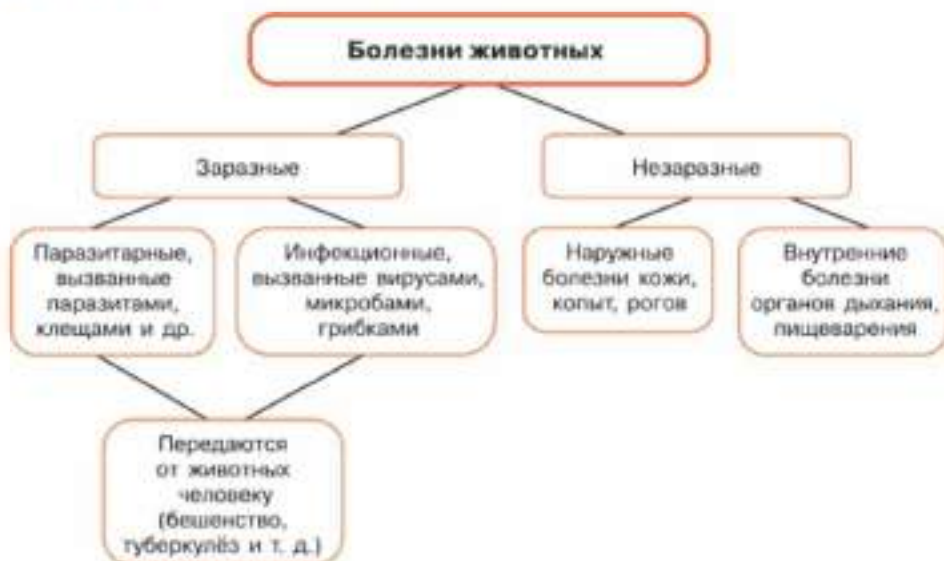 Болезни животных
Заразные
Незаразные
Паразитарные,
вызванные
паразитами,
клещами и др.
Инфекционные,
вызванные вирусами,
микробами,
грибками
Наружные
болезни кожи,
копыт, рогов
Внутренние
болезни
органов дыхания,
пищеварения
Передаются
от животных
человеку
(бешенство,
туберкулёз и т. д.)